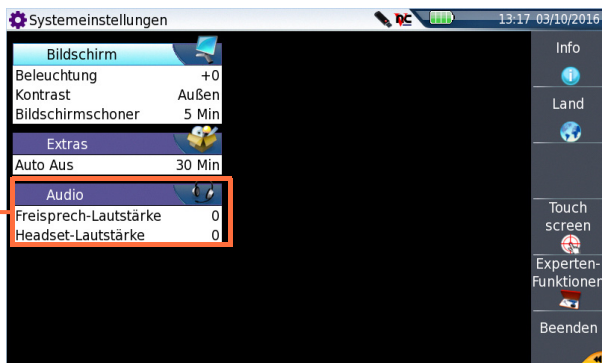 Systemeinstellungen
nc
13:17 03/10/2016
Bildschirm
Beleuchtung +0
Kontrast Außen
Bildschirmschoner 5 Min
Extras
Auto Aus 30 Min
Audio
Freisprech-Lautstärke 0
Headset-Lautstärke 0
Info
Land
Touch
screen
Experten-
Funktionen
Beenden